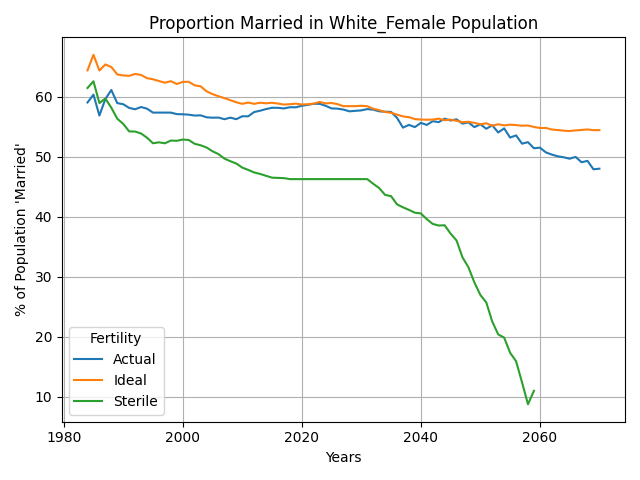 Proportion Married in White_Female Population
% of Population 'Married'
60
50
40
30
20
10
Fertility
Actual
Ideal
Sterile
1980
2000
2020
2040
2060
Years